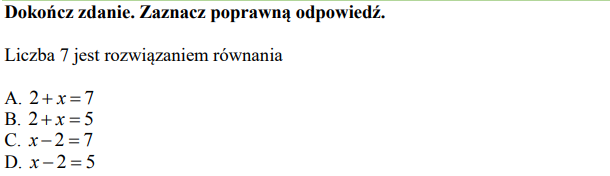 Dokończ zdanie. Zaznacz poprawną odpowiedź.
Liczba 7 jest rozwiązaniem równania
A. 2+x=7
B. 2+x=5
C. x−2=7
D. x−2=5